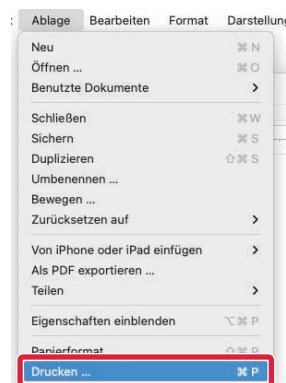 Ablage Bearbeiten Format Darstellung
Neu ⌘ N
Öffnen ... ⌘ O
Benutzte Dokumente >
Schließen ⌘ W
Sichern ⌘ S
Duplizieren ⇧ ⌘ S
Umbenennen ...
Bewegen ...
Zurücksetzen auf >
Von iPhone oder iPad einfügen >
Als PDF exportieren ...
Teilen >
Eigenschaften einblenden ⌥ ⌘ P
Papierformat ⇧ ⌘ P
Drucken ... ⌘ P